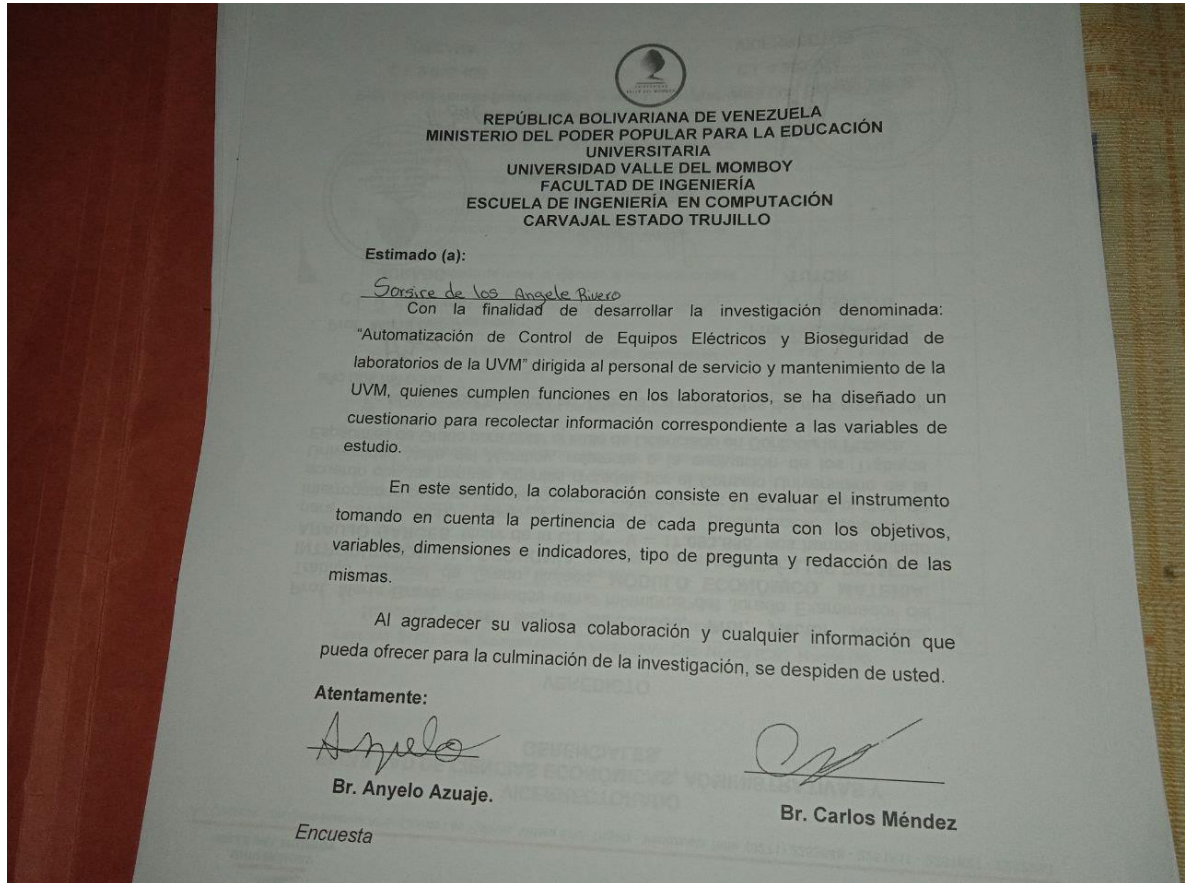 REPÚBLICA BOLIVARIANA DE VENEZUELA
MINISTERIO DEL PODER POPULAR PARA LA EDUCACIÓN
UNIVERSITARIA
UNIVERSIDAD VALLE DEL MOMBOY
FACULTAD DE INGENIERÍA
ESCUELA DE INGENIERÍA EN COMPUTACIÓN
CARVAJAL ESTADO TRUJILLO
Estimado (a):
Sorsire de los Angele Rivero
Con la finalidad de desarrollar la investigación denominada:
“Automatización de Control de Equipos Eléctricos y Bioseguridad de
laboratorios de la UVM” dirigida al personal de servicio y mantenimiento de la
UVM, quienes cumplen funciones en los laboratorios, se ha diseñado un
cuestionario para recolectar información correspondiente a las variables de
estudio.
En este sentido, la colaboración consiste en evaluar el instrumento
tomando en cuenta la pertinencia de cada pregunta con los objetivos,
variables, dimensiones e indicadores, tipo de pregunta y redacción de las
mismas.
Al agradecer su valiosa colaboración y cualquier información que
pueda ofrecer para la culminación de la investigación, se despiden de usted.
Atentamente:
Anyelo
Br. Anyelo Azuaje.
Br. Carlos Méndez
Encuesta